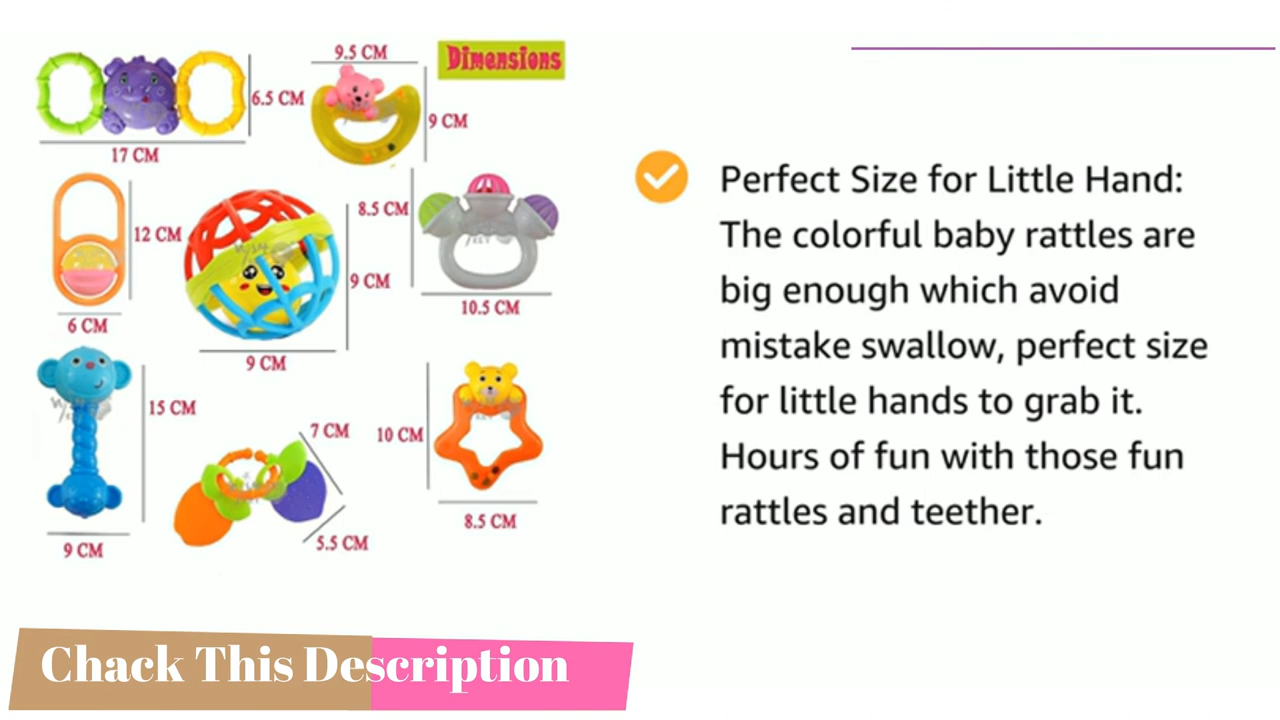 Dimensions
9.5 CM
6.5 CM
9 CM
17 CM
8.5 CM
12 CM
9 CM
10.5 CM
6 CM
9 CM
15 CM
7 CM
10 CM
8.5 CM
5.5 CM
9 CM
Perfect Size for Little Hand:
The colorful baby rattles are
big enough which avoid
mistake swallow, perfect size
for little hands to grab it.
Hours of fun with those fun
rattles and teether.
Chack This Description